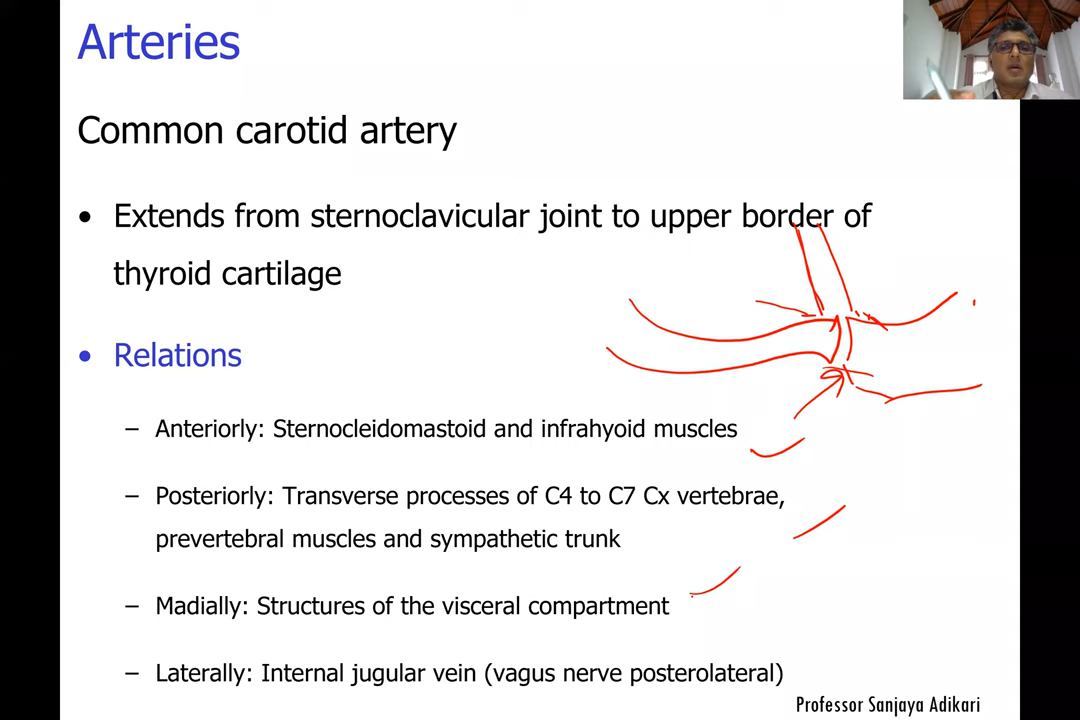 Arteries
Common carotid artery
• Extends from sternoclavicular joint to upper border of
thyroid cartilage
• Relations
– Anteriorly: Sternocleidomastoid and infrahyoid muscles
– Posteriorly: Transverse processes of C4 to C7 Cx vertebrae,
prevertebral muscles and sympathetic trunk
– Madially: Structures of the visceral compartment
– Laterally: Internal jugular vein (vagus nerve posterolateral)
Professor Sanjaya Adikari